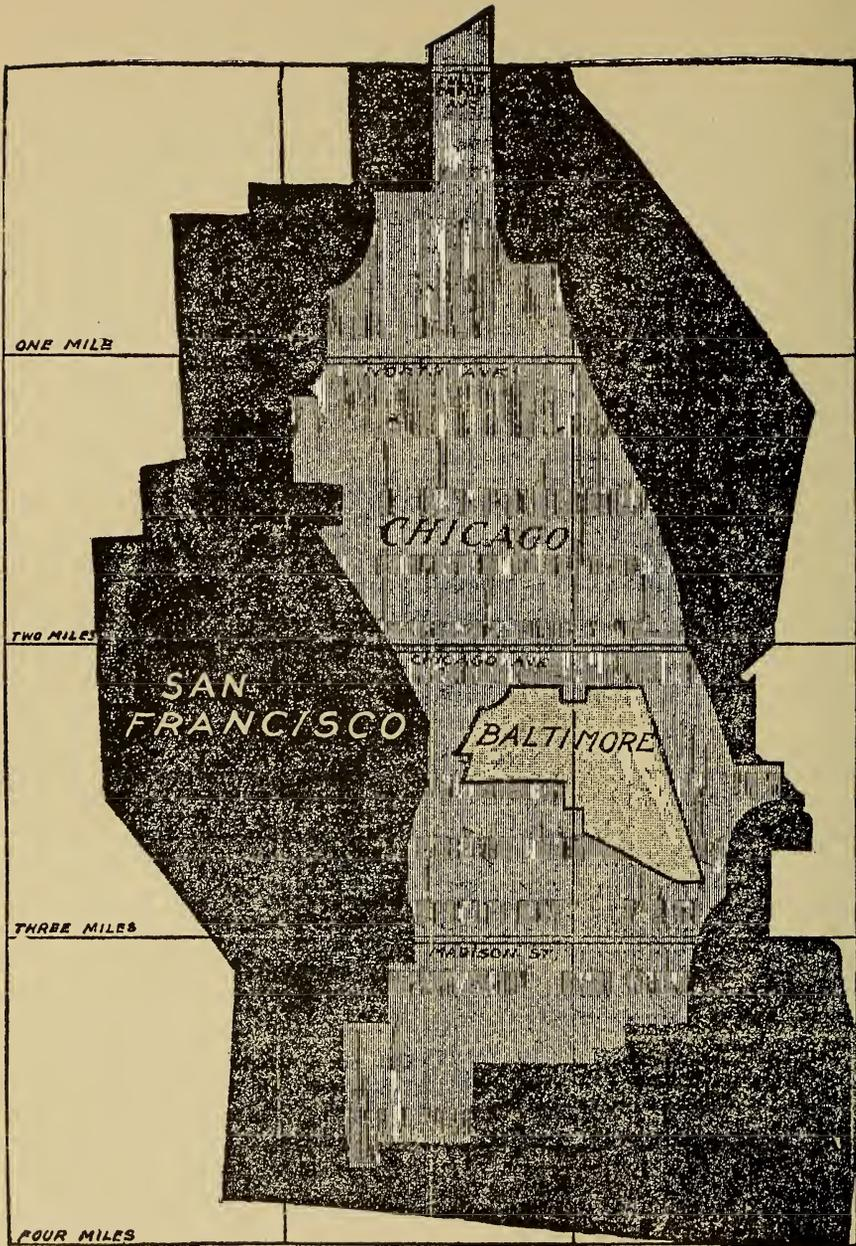 ONE MILE
NORTH AVE.
CHICAGO
TWO MILES
CHICAGO AVE
SAN
FRANCISCO
BALTIMORE
THREE MILES
MADISON ST.
FOUR MILES